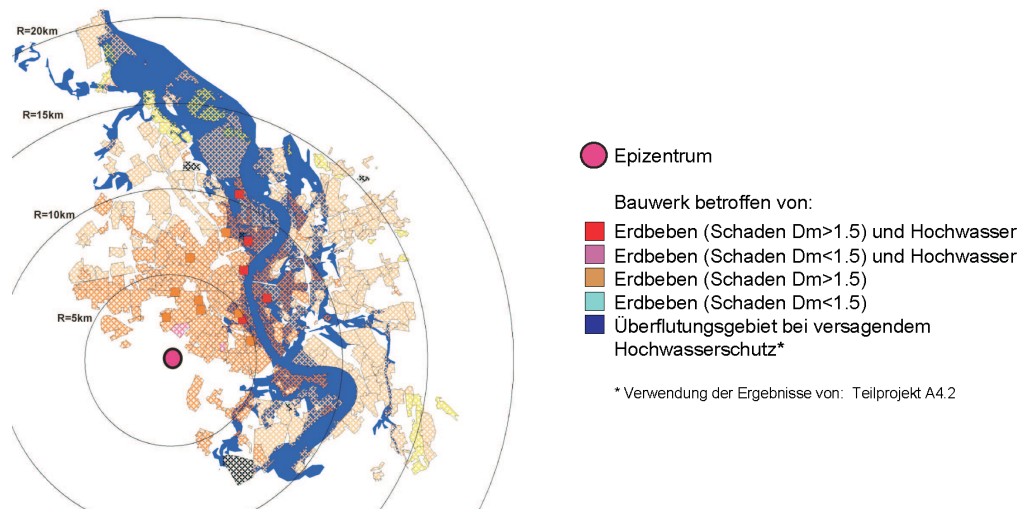 R=20km
R=15km
R=10km
R=5km
Epizentrum
Bauwerk betroffen von:
Erdbeben (Schaden Dm>1.5) und Hochwasser
Erdbeben (Schaden Dm<1.5) und Hochwasser
Erdbeben (Schaden Dm>1.5)
Erdbeben (Schaden Dm<1.5)
Überflutungsgebiet bei versagendem
Hochwasserschutz*
* Verwendung der Ergebnisse von: Teilprojekt A4.2